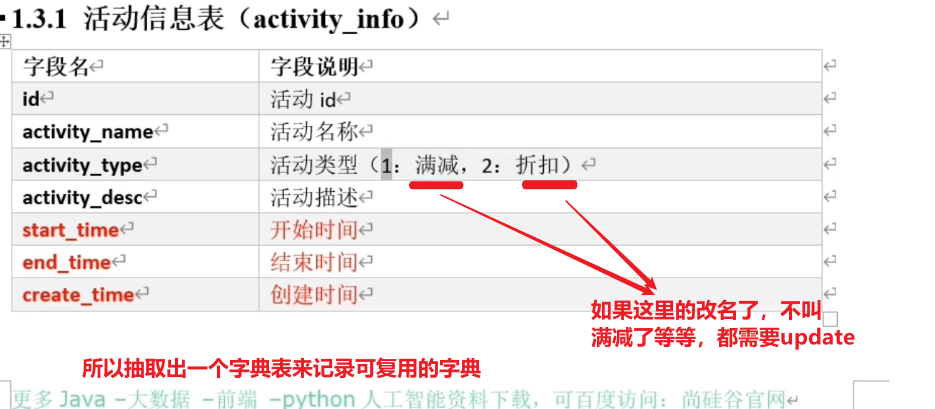 1.3.1 活动信息表（activity_info）
字段名 字段说明
id 活动 id
activity_name 活动名称
activity_type 活动类型（1：满减，2：折扣）
activity_desc 活动描述
start_time 开始时间
end_time 结束时间
create_time 创建时间
如果这里的改名了，不叫
满减了等等，都需要update
所以抽取出一个字典表来记录可复用的字典
更多 Java –大数据 –前端 –python 人工智能资料下载，可百度访问：尚硅谷官网